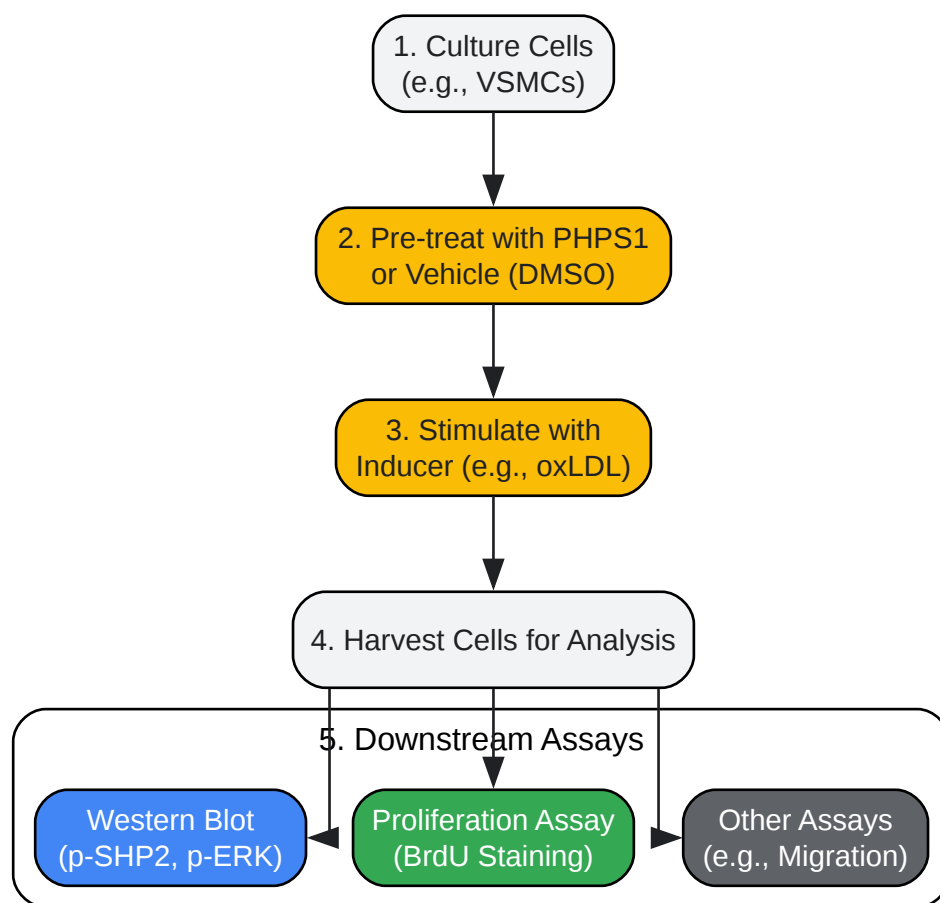 1. Culture Cells
(e.g., VSMCs)
2. Pre-treat with PHPS1
or Vehicle (DMSO)
3. Stimulate with
Inducer (e.g., oxLDL)
4. Harvest Cells for Analysis
5. Downstream Assays
Western Blot
(p-SHP2, p-ERK)
Proliferation Assay
(BrdU Staining)
Other Assays
(e.g., Migration)